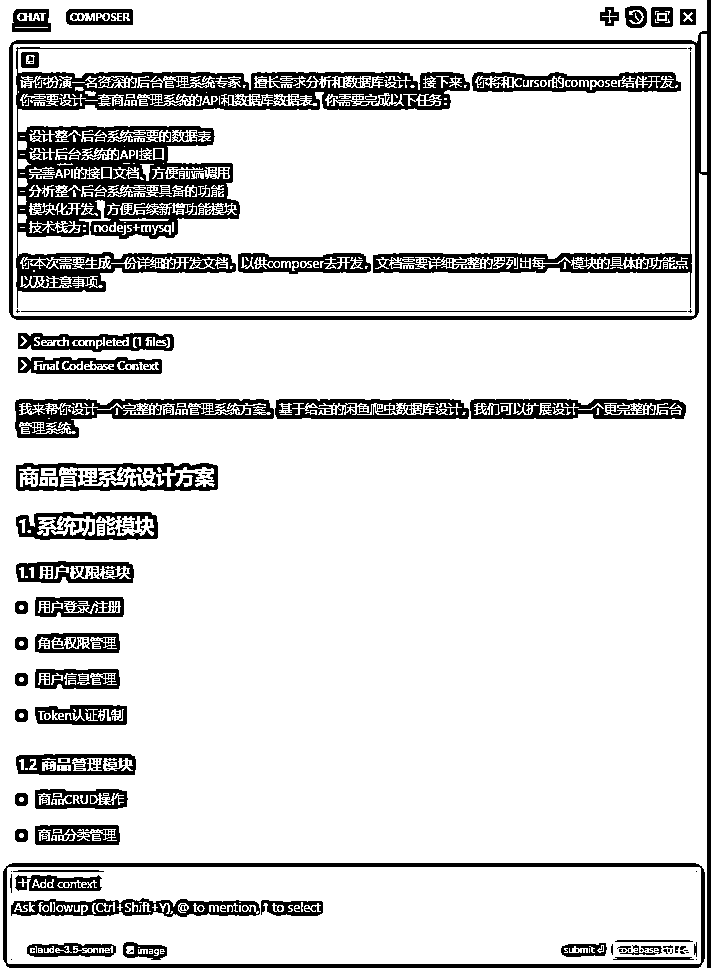 CHAT COMPOSER
请你扮演一名资深的后台管理系统专家，擅长需求分析和数据库设计。接下来，你将和Cursor的composer结伴开发，
你需要设计一套商品管理系统的API和数据库数据表。你需要完成以下任务：
- 设计整个后台系统需要的数据表
- 设计后台系统的API接口
- 完善API的接口文档、方便前端调用
- 分析整个后台系统需要具备的功能
- 模块化开发、方便后续新增功能模块
- 技术栈为：nodejs+mysql
你本次需要生成一份详细的开发文档，以供composer去开发，文档需要详细完整的罗列出每一个模块的具体的功能点
以及注意事项。
Search completed (1 files)
Final Codebase Context
我来帮你设计一个完整的商品管理系统方案。基于给定的闲鱼爬虫数据库设计，我们可以扩展设计一个更完整的后台
管理系统。
商品管理系统设计方案
1. 系统功能模块
1.1 用户权限模块
用户登录/注册
角色权限管理
用户信息管理
Token认证机制
1.2 商品管理模块
商品CRUD操作
商品分类管理
+ Add context
Ask followup (Ctrl+Shift+Y), @ to mention, ↑ to select
claude-3.5-sonnet image submit codebase